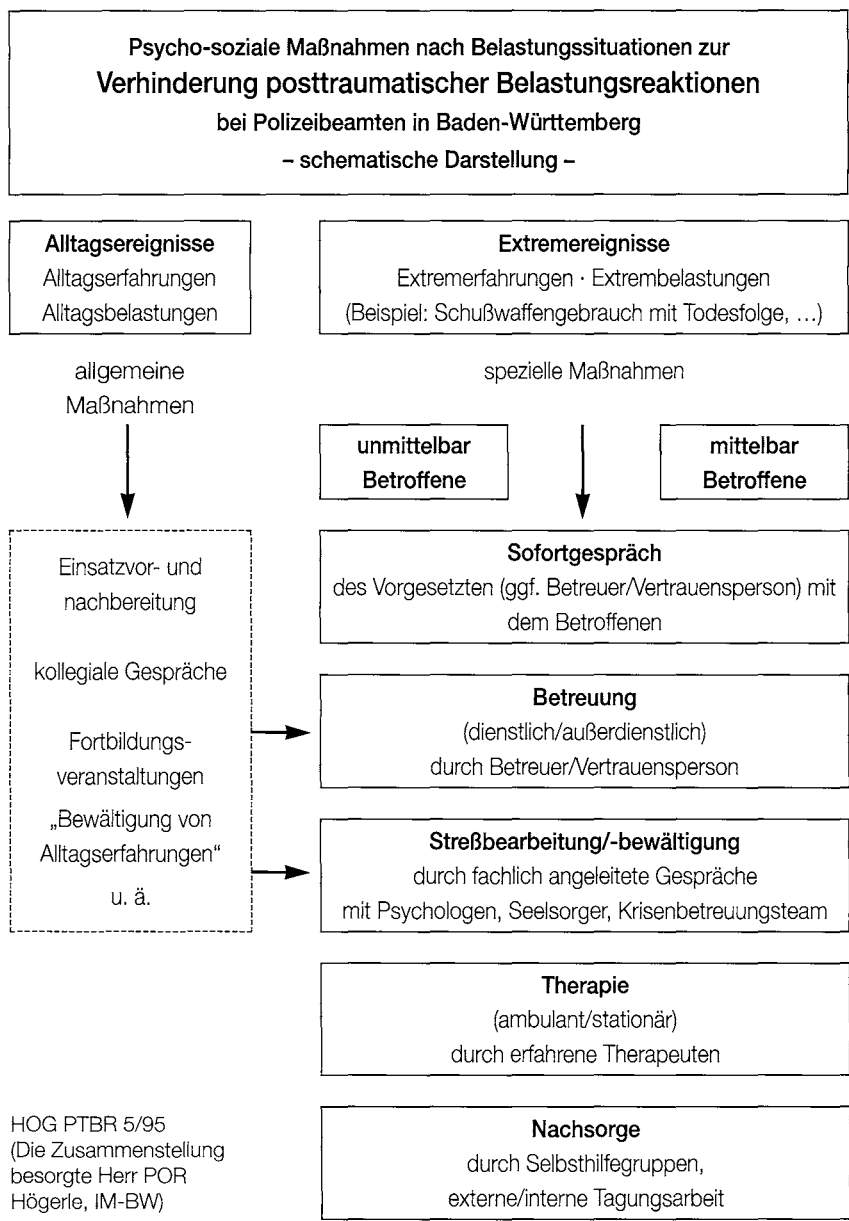 Psycho-soziale Maßnahmen nach Belastungssituationen zur
Verhinderung posttraumatischer Belastungsreaktionen
bei Polizeibeamten in Baden-Württemberg
– schematische Darstellung –
Alltagsereignisse
Alltagserfahrungen
Alltagsbelastungen
Extremereignisse
Extremerfahrungen · Extrembelastungen
(Beispiel: Schußwaffengebrauch mit Todesfolge, …)
allgemeine
Maßnahmen
spezielle Maßnahmen
unmittelbar
Betroffene
mittelbar
Betroffene
Einsatzvor- und
nachbereitung
kollegiale Gespräche
Fortbildungs-
veranstaltungen
„Bewältigung von
Alltagserfahrungen“
u. ä.
Sofortgespräch
des Vorgesetzten (ggf. Betreuer/Vertrauensperson) mit
dem Betroffenen
Betreuung
(dienstlich/außerdienstlich)
durch Betreuer/Vertrauensperson
Streßbearbeitung/-bewältigung
durch fachlich angeleitete Gespräche
mit Psychologen, Seelsorger, Krisenbetreuungsteam
Therapie
(ambulant/stationär)
durch erfahrene Therapeuten
Nachsorge
durch Selbsthilfegruppen,
externe/interne Tagungsarbeit
HOG PTBR 5/95
(Die Zusammenstellung
besorgte Herr POR
Högerle, IM-BW)